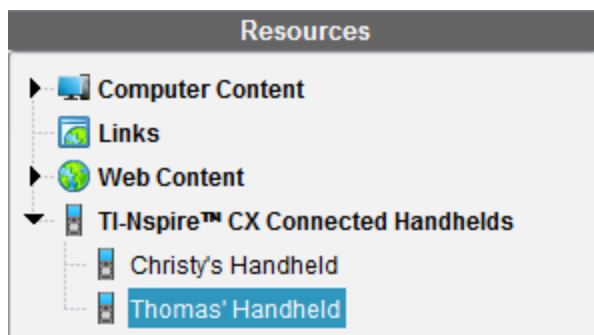 Resources
Computer Content
Links
Web Content
TI-Nspire™ CX Connected Handhelds
Christy's Handheld
Thomas' Handheld